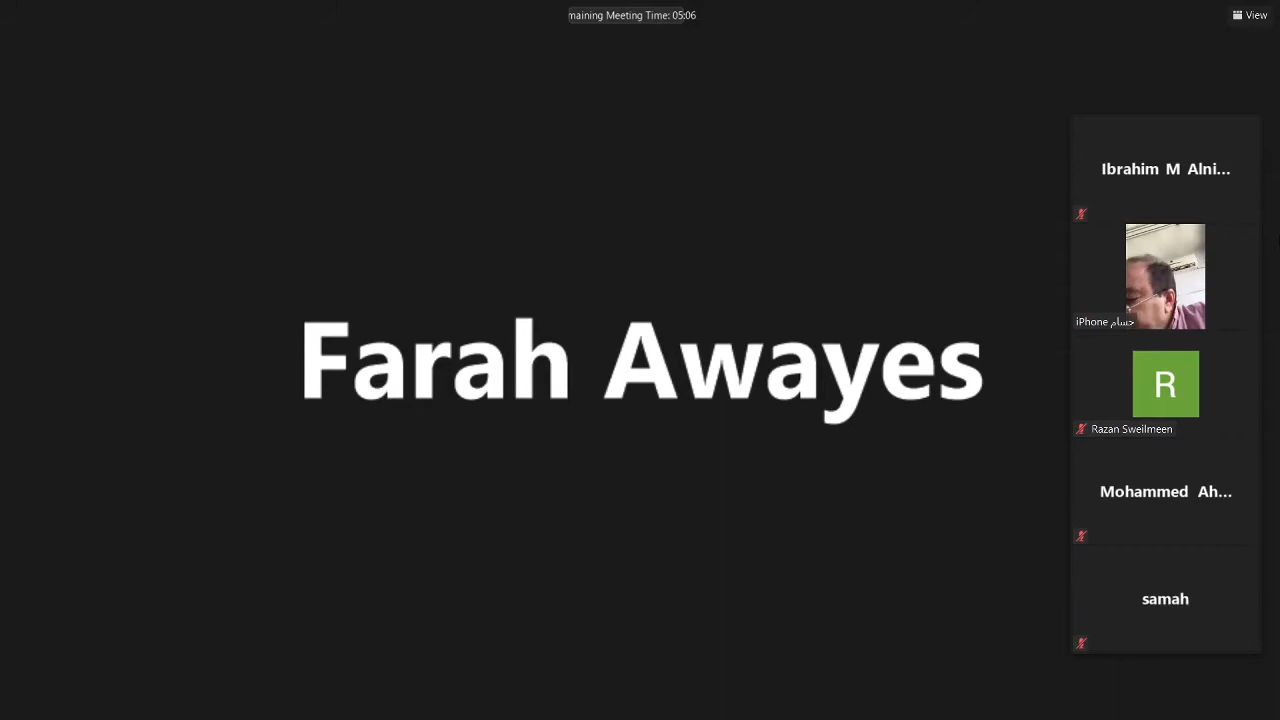 maining Meeting Time: 05:06
View
Ibrahim M Alni...
iPhone حسام
R
Razan Sweilmeen
Farah Awayes
Mohammed Ah...
samah